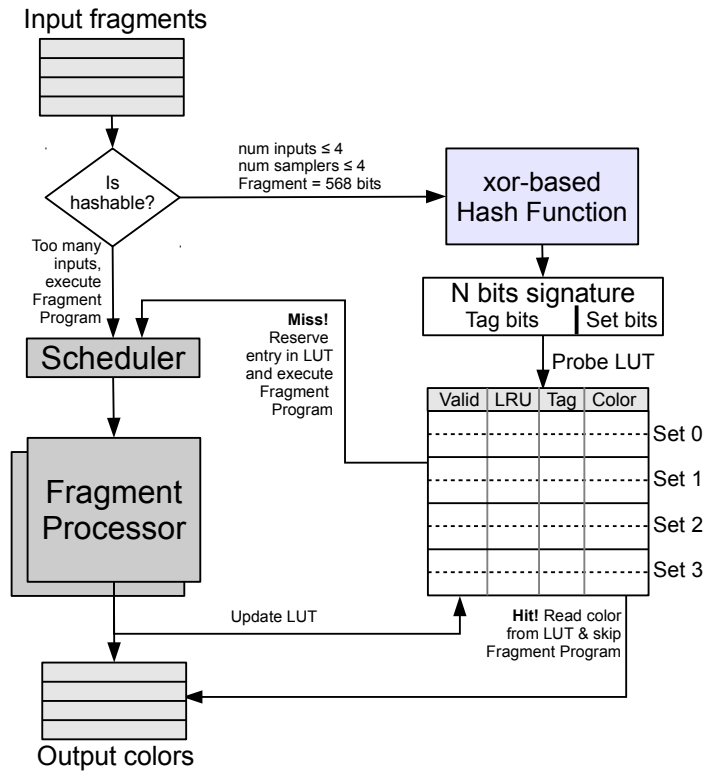 Input fragments
Is
hashable?
num inputs ≤ 4
num samplers ≤ 4
Fragment = 568 bits
xor-based
Hash Function
Too many
inputs,
execute
Fragment
Program
N bits signature
Tag bits Set bits
Miss!
Reserve
entry in LUT
and execute
Fragment
Program
Scheduler
Probe LUT
Valid LRU Tag Color
Set 0
Set 1
Set 2
Set 3
Fragment
Processor
Update LUT
Hit! Read color
from LUT & skip
Fragment Program
Output colors